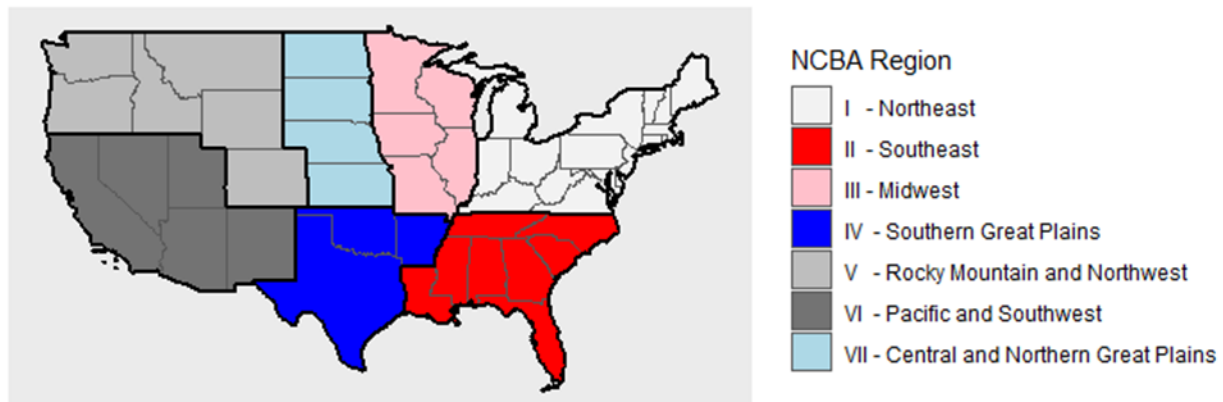 NCBA Region
I - Northeast
II - Southeast
III - Midwest
IV - Southern Great Plains
V - Rocky Mountain and Northwest
VI - Pacific and Southwest
VII - Central and Northern Great Plains